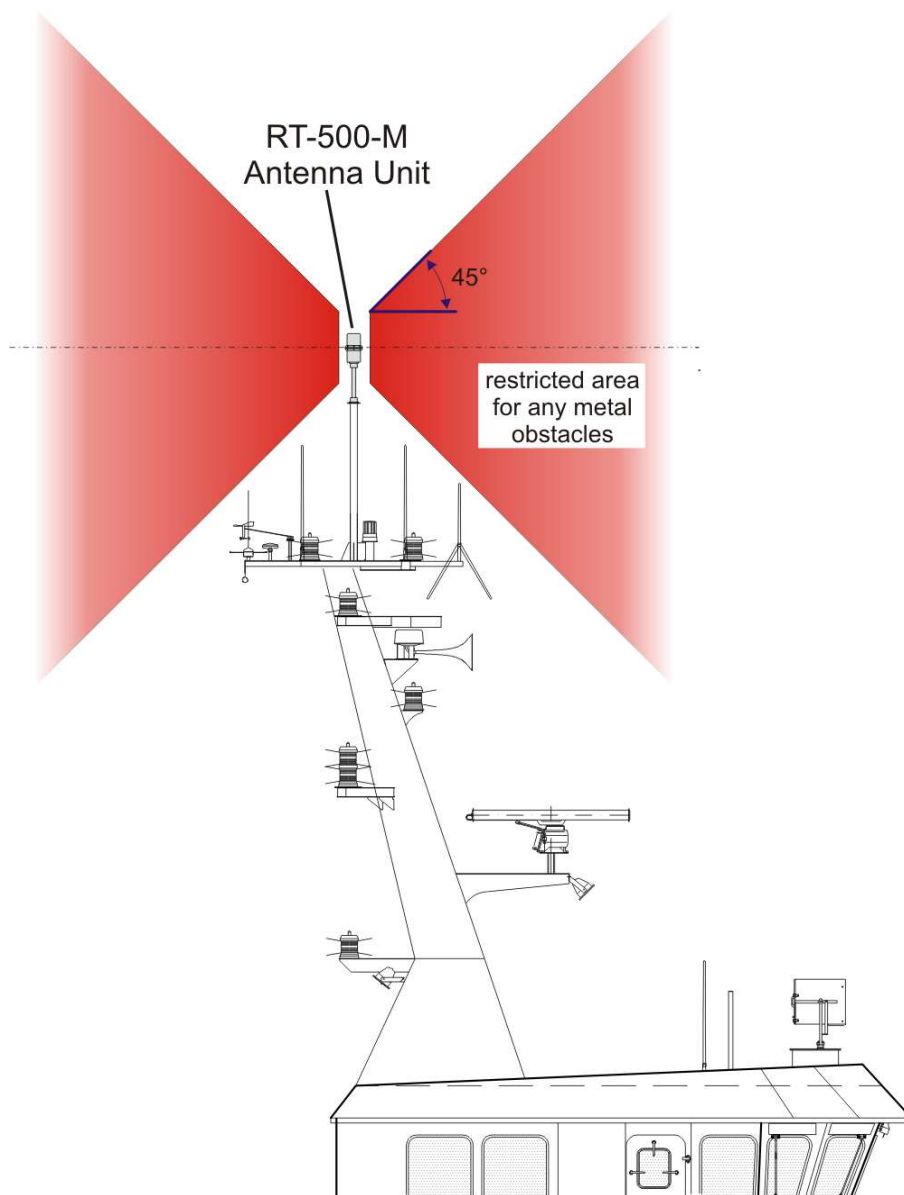 RT-500-M
Antenna Unit
45°
restricted area
for any metal
obstacles